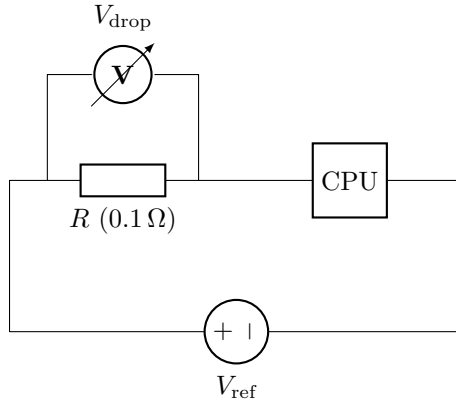 V_drop
V
CPU
R (0.1 Ω)
+ −
V_ref